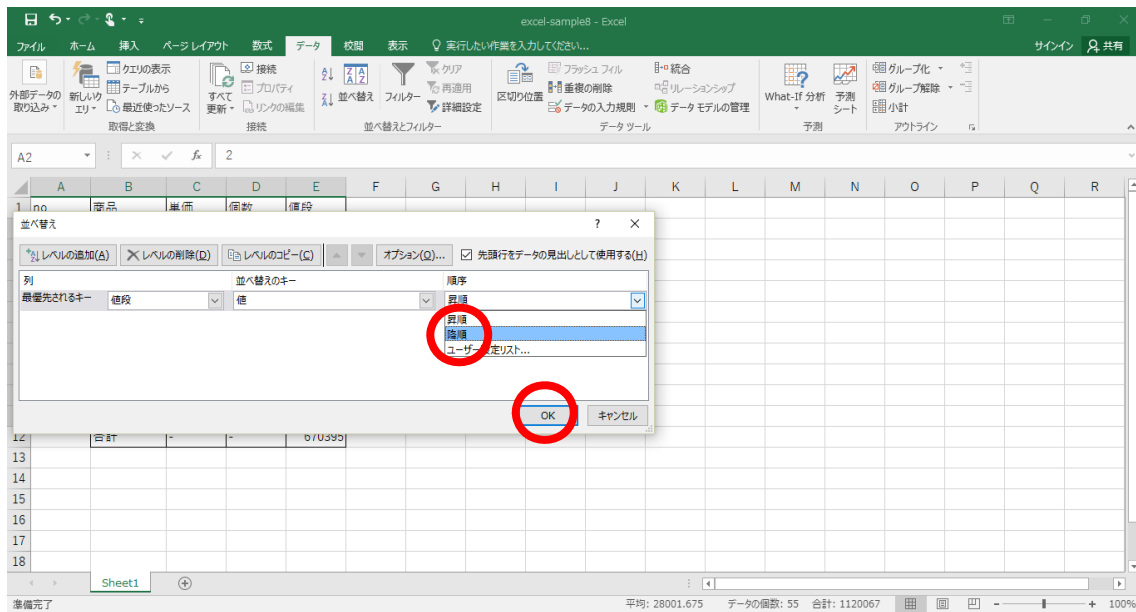 excel-sample8 - Excel
ファイル ホーム 挿入 ページ レイアウト 数式 データ 校閲 表示 実行したい作業を入力してください... サインイン 共有
外部データの取り込み
新しいクエリ
クエリの表示
テーブルから
最近使ったソース
取得と変換
すべて更新
接続
プロパティ
リンクの編集
接続
並べ替え
フィルター
クリア
再適用
詳細設定
並べ替えとフィルター
区切り位置
フラッシュ フィル
重複の削除
データの入力規則
統合
リレーションシップ
データ モデルの管理
データ ツール
What-If 分析
予測シート
予測
グループ化
グループ解除
小計
アウトライン
A2 fx 2
A B C D E F G H I J K L M N O P Q R
1 no 商品 単価 個数 値段
並べ替え ? ×
レベルの追加(A) レベルの削除(D) レベルのコピー(C) オプション(O)... 先頭行をデータの見出しとして使用する(H)
列 並べ替えのキー 順序
最優先されるキー 値段 値 昇順
昇順
降順
ユーザー設定リスト...
OK キャンセル
12 合計 - - 670395
13
14
15
16
17
18
Sheet1
準備完了 平均: 28001.675 データの個数: 55 合計: 1120067 100%